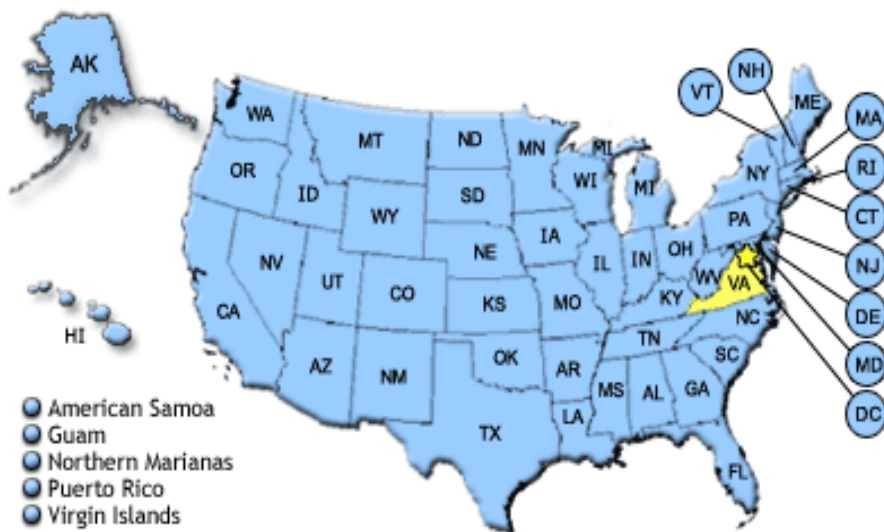 AK
NH
VT
ME
WA
MT
ND
MN
MI
MA
OR
ID
WY
SD
WI
MI
NY
RI
NV
UT
CO
NE
IA
IL
IN
OH
PA
CT
CA
KS
MO
KY
WV
VA
NJ
HI
AZ
NM
OK
AR
TN
NC
DE
TX
LA
MS
AL
GA
SC
MD
FL
DC
American Samoa
Guam
Northern Marianas
Puerto Rico
Virgin Islands